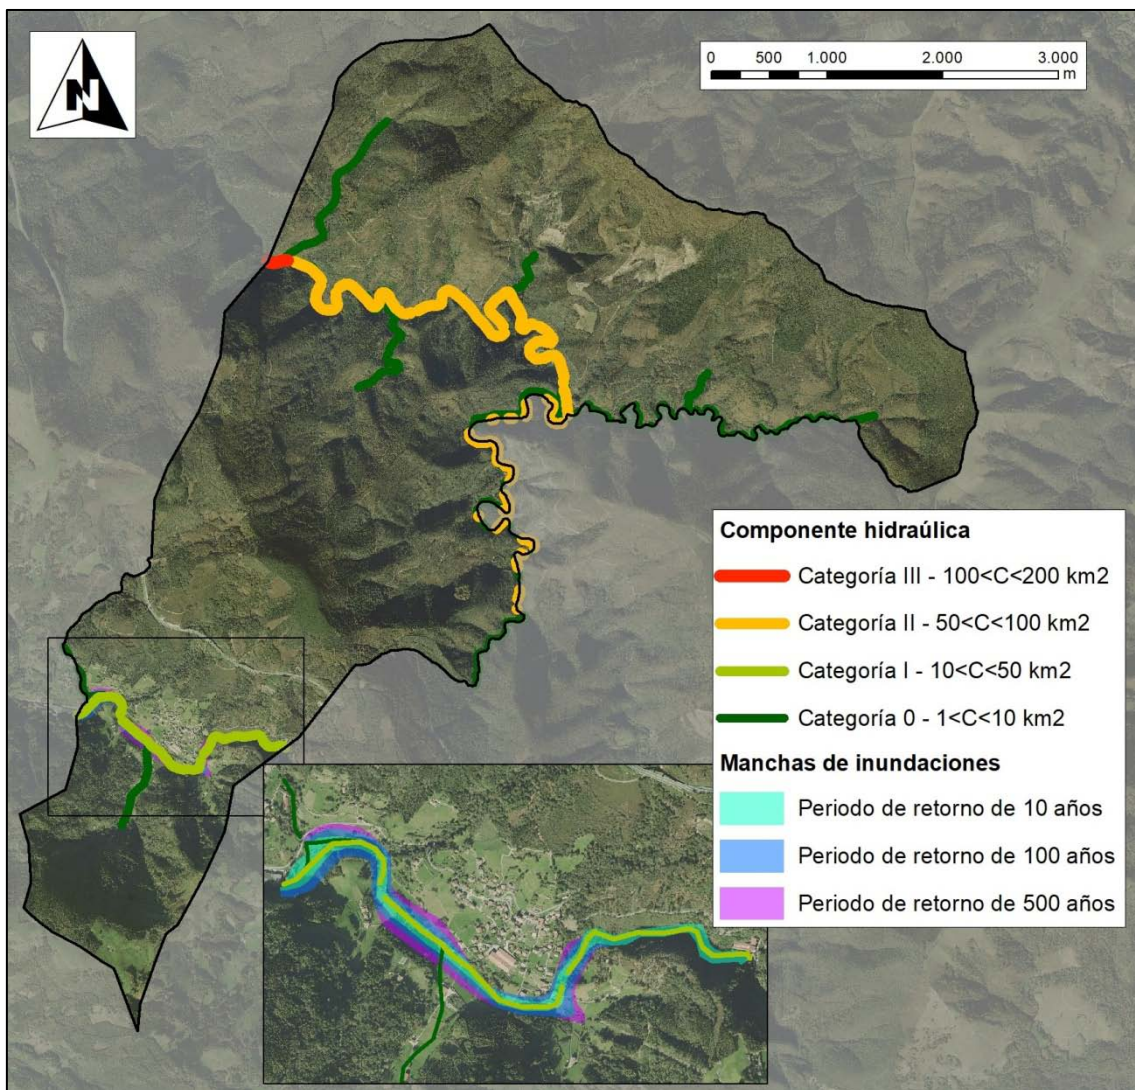 N
0 500 1.000 2.000 3.000
m
Componente hidraúlica
Categoría III - 100<C<200 km2
Categoría II - 50<C<100 km2
Categoría I - 10<C<50 km2
Categoría 0 - 1<C<10 km2
Manchas de inundaciones
Periodo de retorno de 10 años
Periodo de retorno de 100 años
Periodo de retorno de 500 años